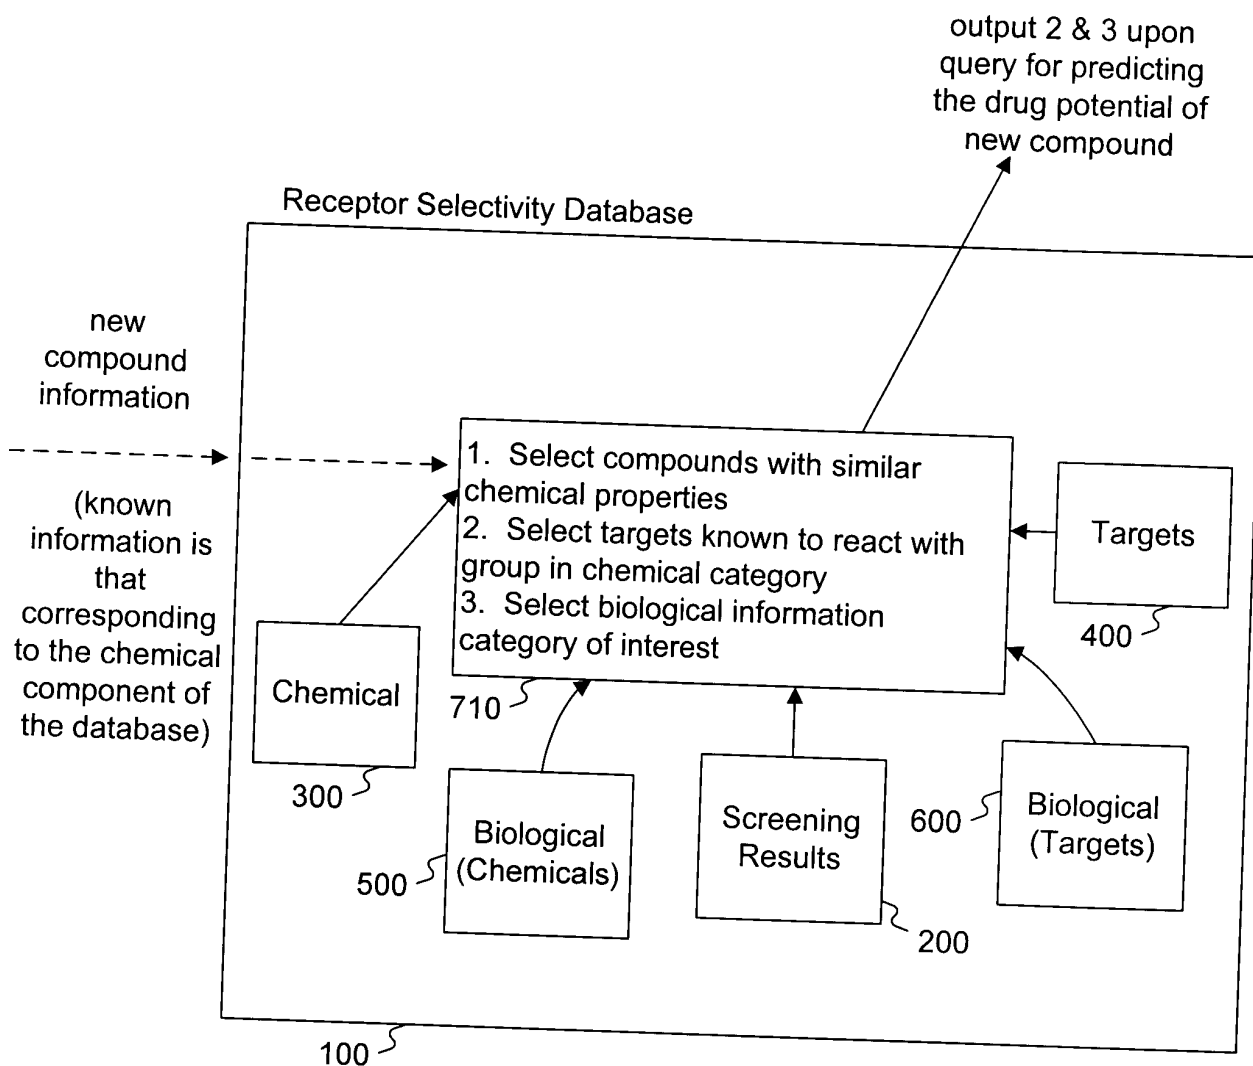 output 2 & 3 upon
query for predicting
the drug potential of
new compound
Receptor Selectivity Database
new
compound
information
(known
information is
that
corresponding
to the chemical
component of
the database)
1. Select compounds with similar
chemical properties
2. Select targets known to react with
group in chemical category
3. Select biological information
category of interest
710
Targets
400
Chemical
300
Biological
(Chemicals)
500
Screening
Results
200
Biological
(Targets)
600
100